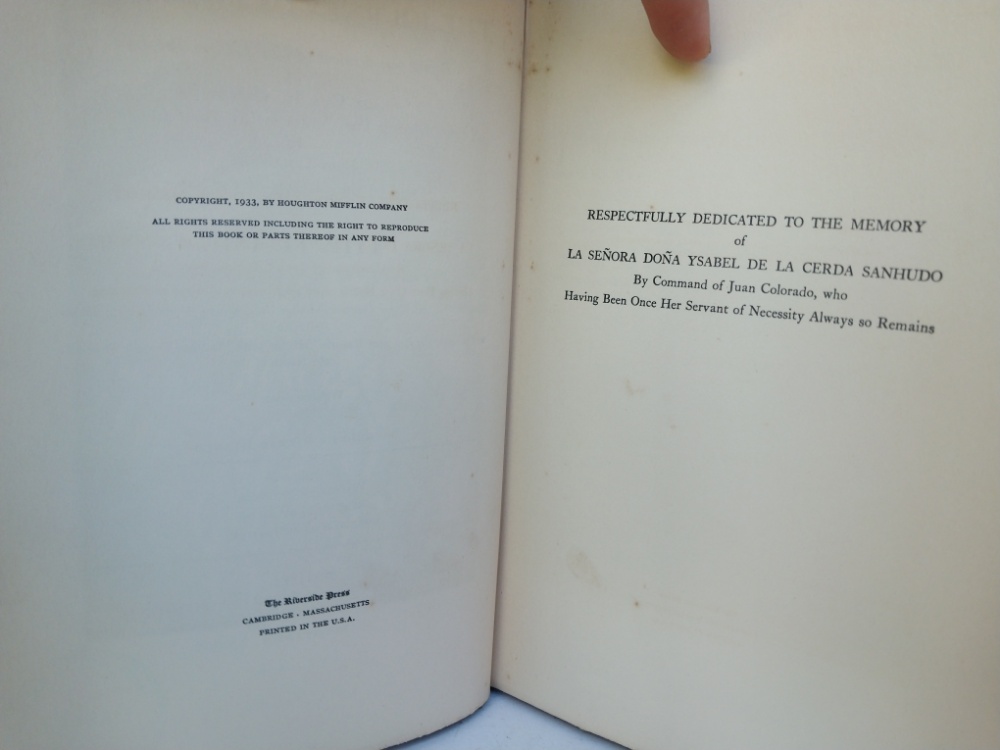 COPYRIGHT, 1933, BY HOUGHTON MIFFLIN COMPANY
ALL RIGHTS RESERVED INCLUDING THE RIGHT TO REPRODUCE
THIS BOOK OR PARTS THEREOF IN ANY FORM
The Riverside Press
CAMBRIDGE · MASSACHUSETTS
PRINTED IN THE U.S.A.
RESPECTFULLY DEDICATED TO THE MEMORY
of
LA SEÑORA DOÑA YSABEL DE LA CERDA SANHUDO
By Command of Juan Colorado, who
Having Been Once Her Servant of Necessity Always so Remains